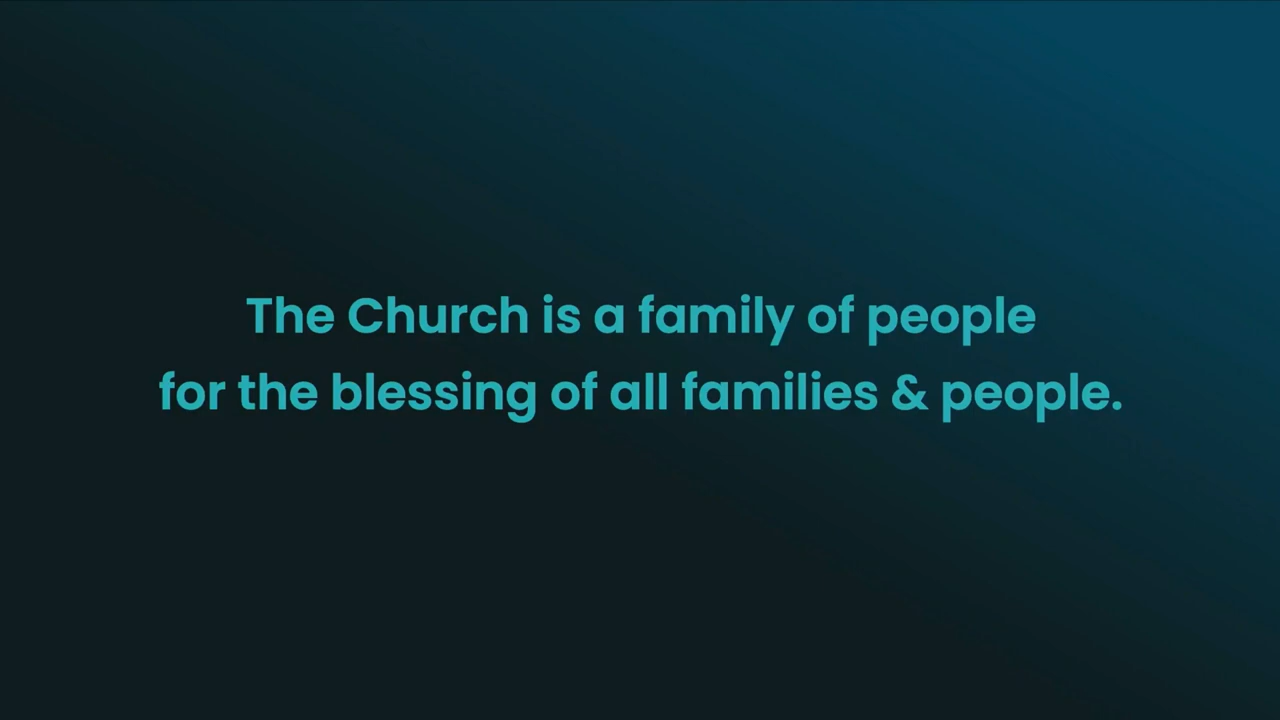 The Church is a family of people
for the blessing of all families & people.